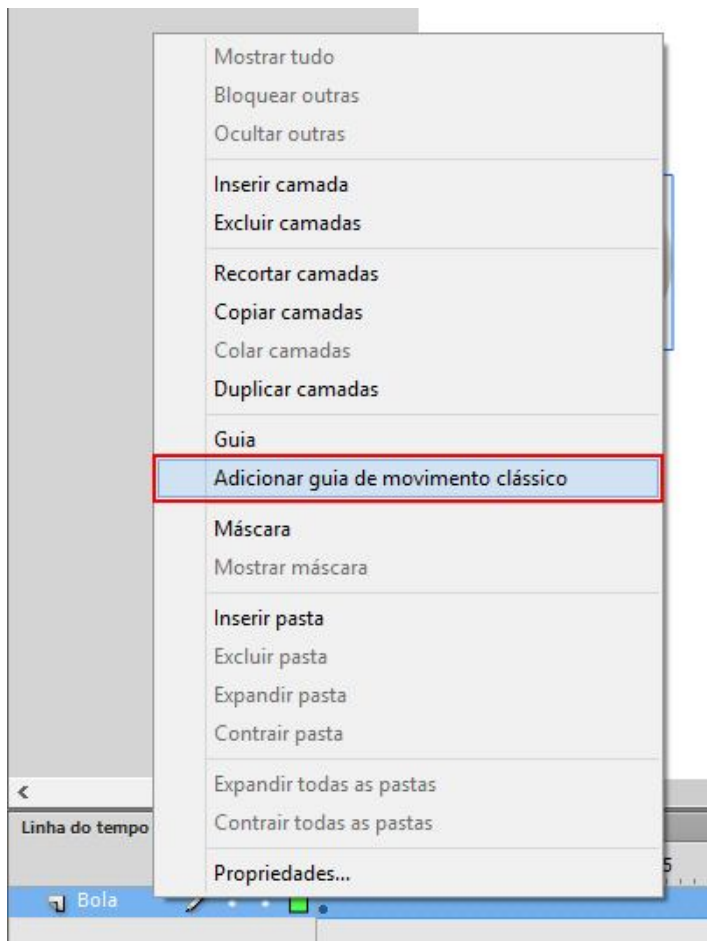 Mostrar tudo
Bloquear outras
Ocultar outras
Inserir camada
Excluir camadas
Recortar camadas
Copiar camadas
Colar camadas
Duplicar camadas
Guia
Adicionar guia de movimento clássico
Máscara
Mostrar máscara
Inserir pasta
Excluir pasta
Expandir pasta
Contrair pasta
Expandir todas as pastas
Contrair todas as pastas
Propriedades...
Linha do tempo
5
Bola